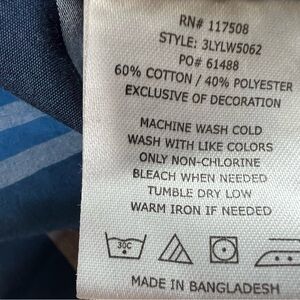 RN# 117508
STYLE: 3LYLW5062
PO# 61488
60% COTTON / 40% POLYESTER
EXCLUSIVE OF DECORATION
MACHINE WASH COLD
WASH WITH LIKE COLORS
ONLY NON-CHLORINE
BLEACH WHEN NEEDED
TUMBLE DRY LOW
WARM IRON IF NEEDED
30C
MADE IN BANGLADESH